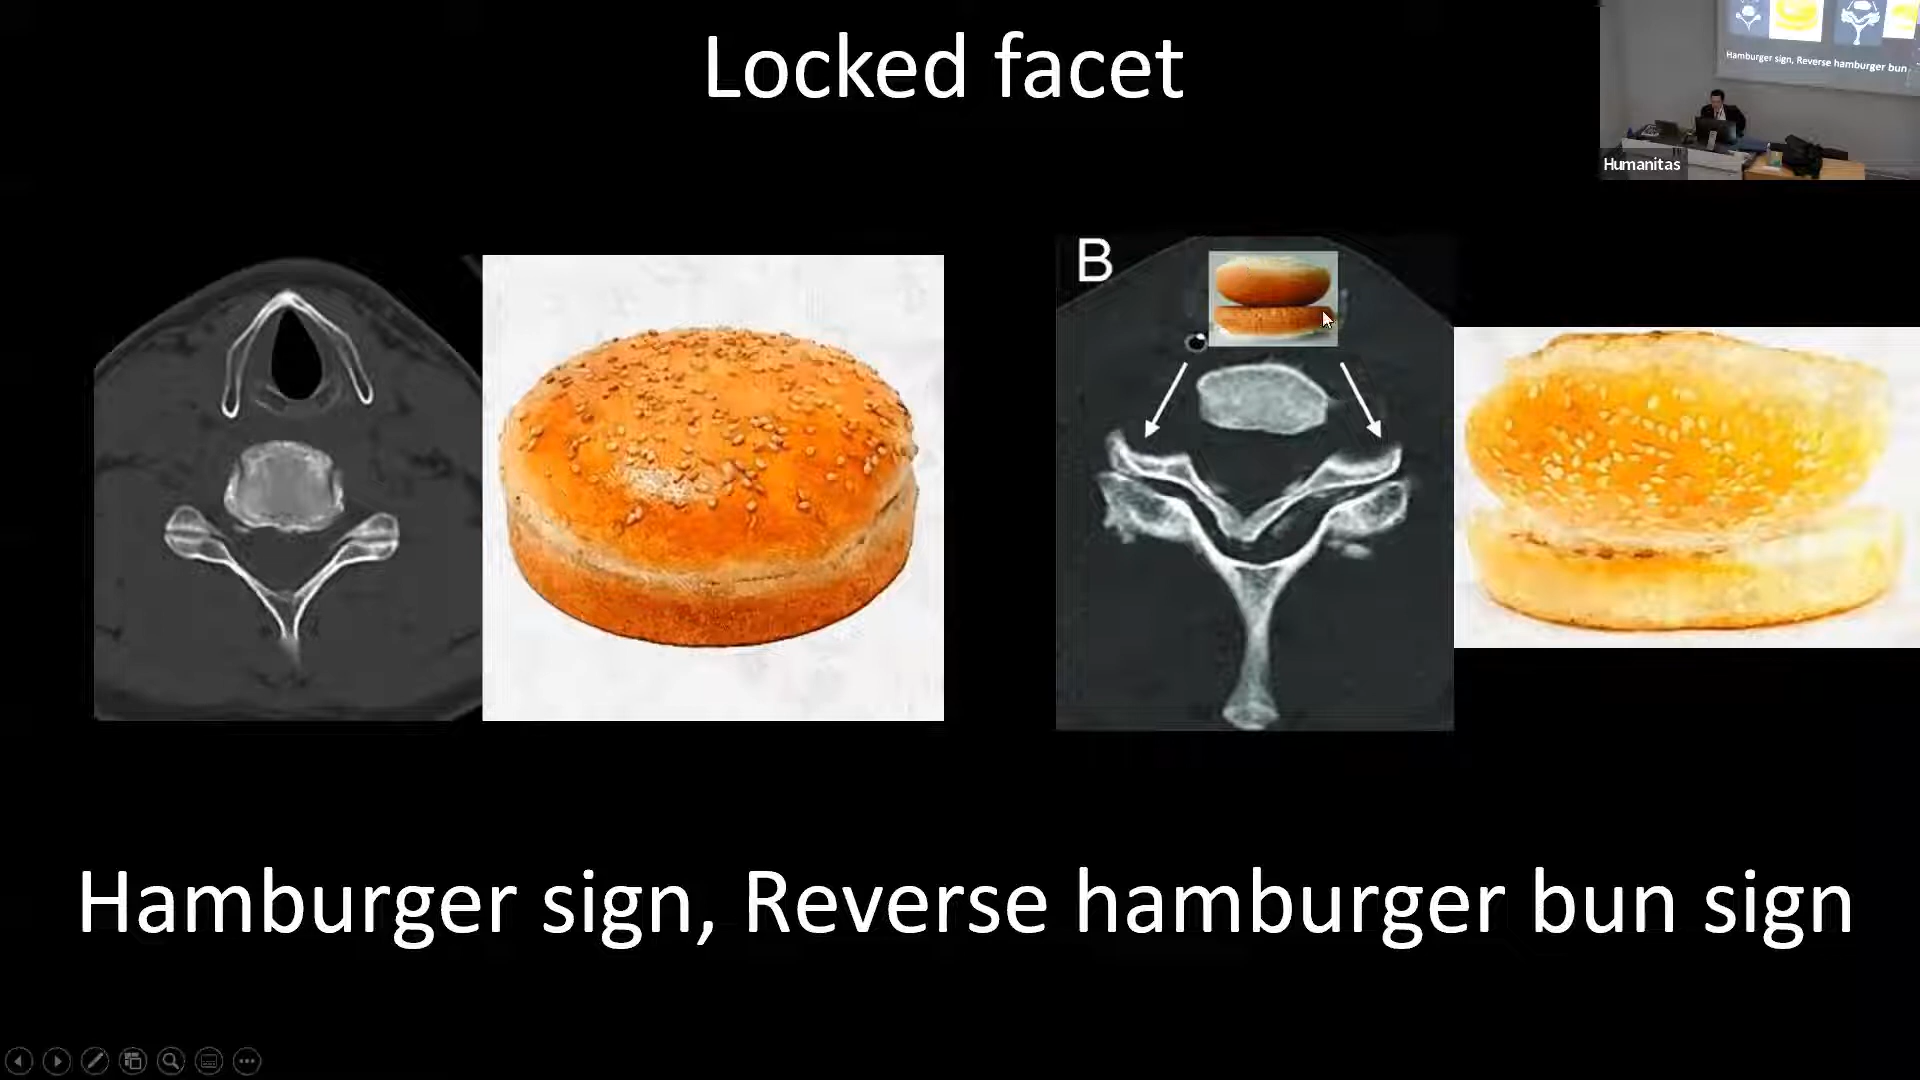 Locked facet
Hamburger sign, Reverse hamburger bun
Humanitas
B
Hamburger sign, Reverse hamburger bun sign